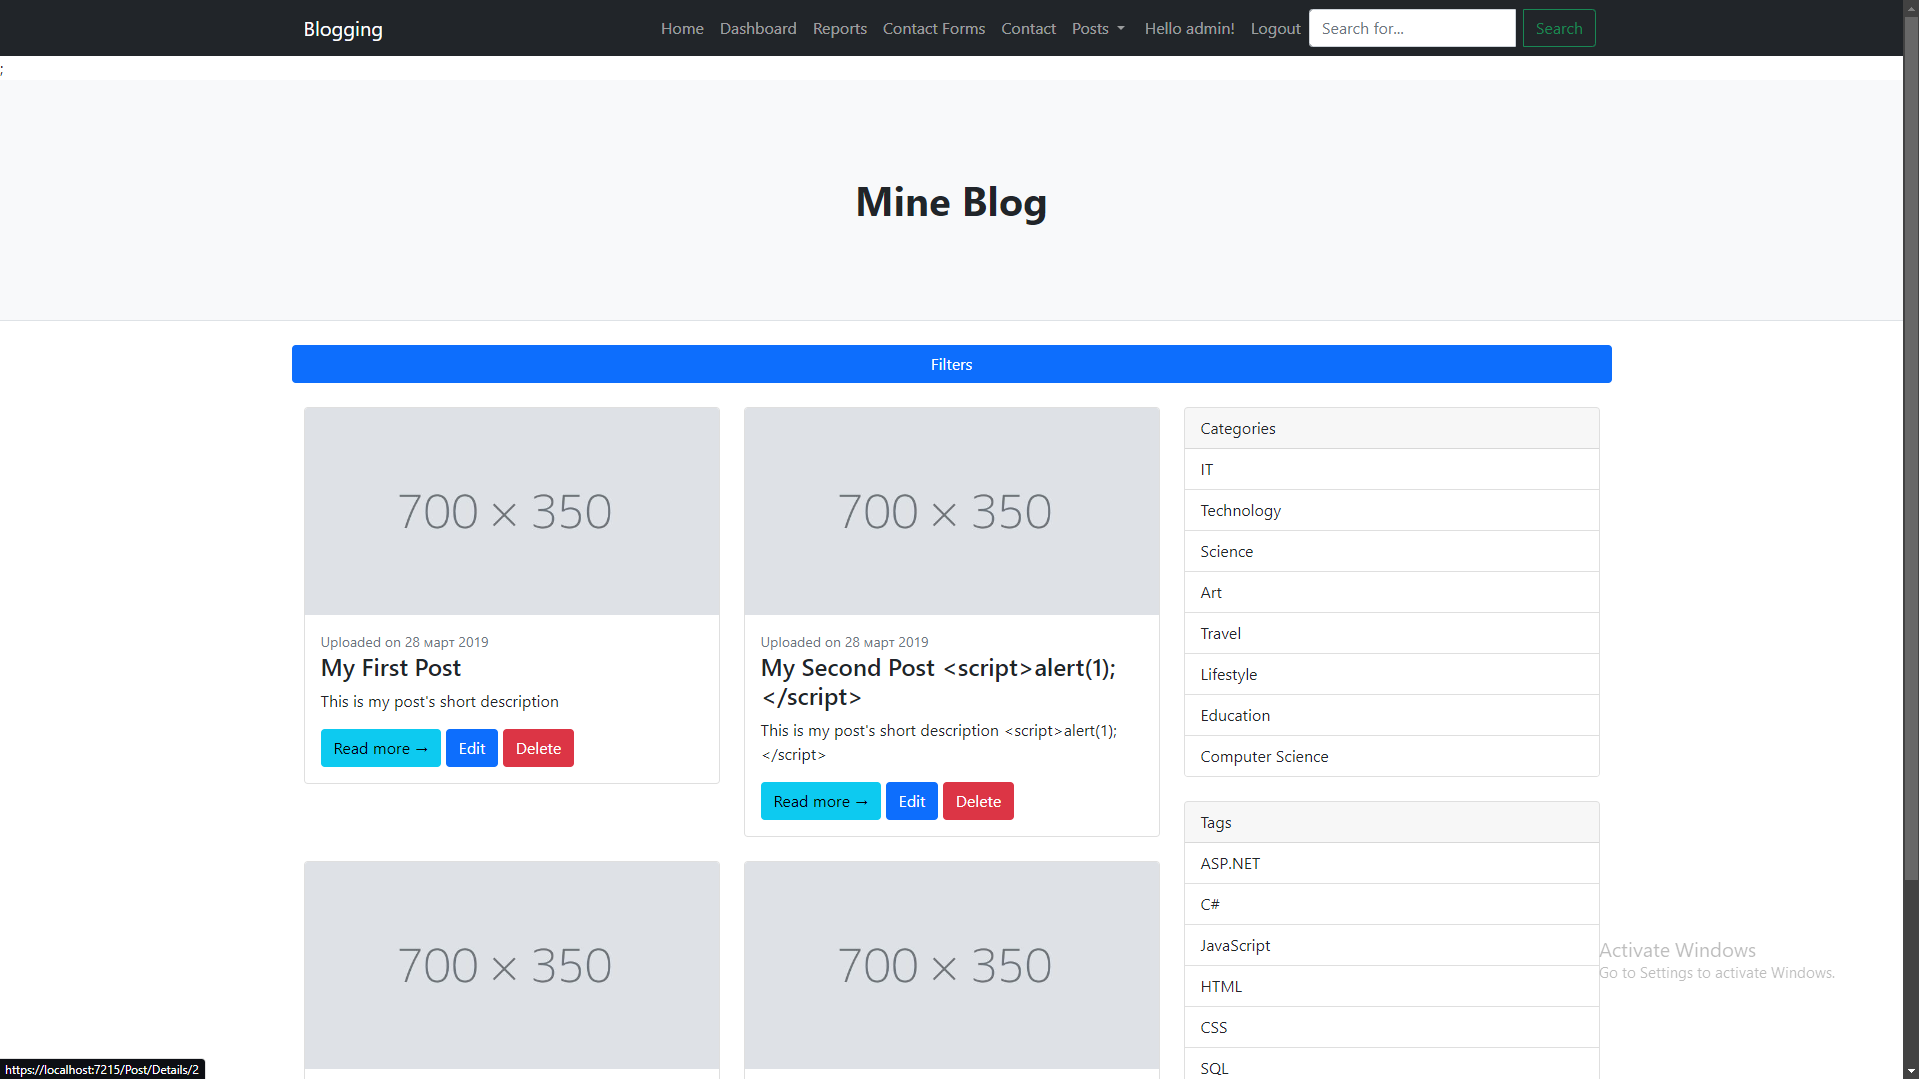 Blogging
Home Dashboard Reports Contact Forms Contact Posts Hello admin! Logout Search for... Search
;
Mine Blog
Filters
700 × 350
Uploaded on 28 март 2019
My First Post
This is my post's short description
Read more → Edit Delete
700 × 350
Uploaded on 28 март 2019
My Second Post <script>alert(1);
</script>
This is my post's short description <script>alert(1);
</script>
Read more → Edit Delete
700 × 350
700 × 350
Categories
IT
Technology
Science
Art
Travel
Lifestyle
Education
Computer Science
Tags
ASP.NET
C#
JavaScript
HTML
CSS
SQL
Activate Windows
Go to Settings to activate Windows.
https://localhost:7215/Post/Details/2